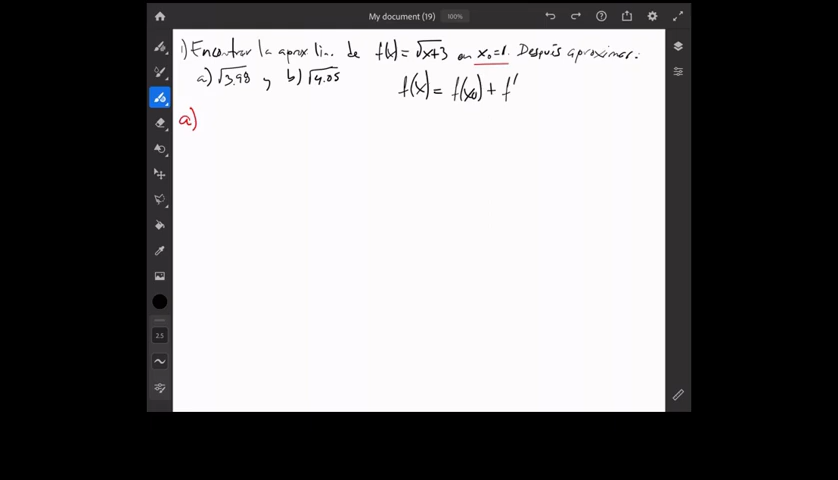 My document (19) 100%
1) Encontrar la aprox lin. de f(x) = √x+3 en x₀=1. Después aproximar:
a) √3.98 y b) √4.05
f(x) = f(x₀) + f'
a)
2.5